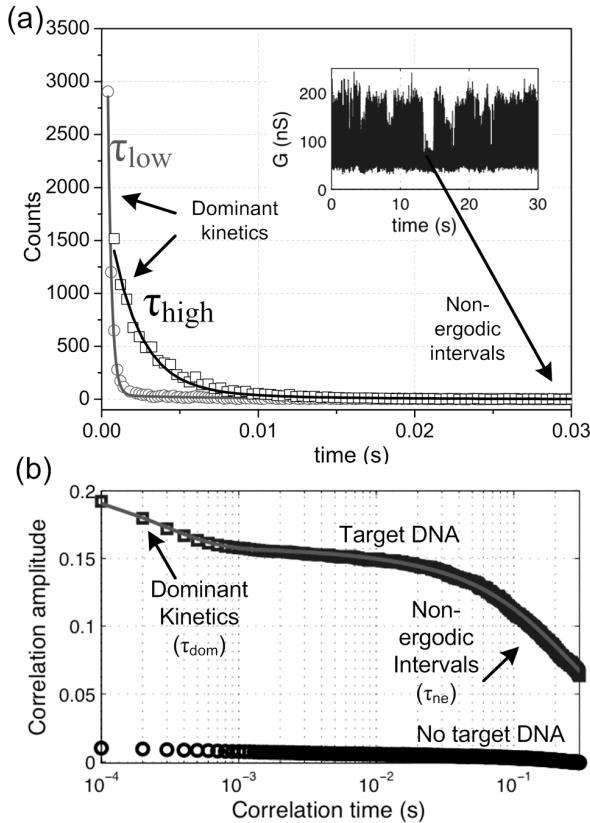 (a)
3500
3000
2500
2000
1500
1000
500
0
Counts
τlow
Dominant
kinetics
τhigh
200
100
0
G (nS)
0 10 20 30
time (s)
Non-
ergodic
intervals
0.00 0.01 0.02 0.03
time (s)
(b)
0.2
0.15
0.1
0.05
0
Correlation amplitude
Target DNA
Dominant
Kinetics
(τdom)
Non-
ergodic
Intervals
(τne)
No target DNA
10⁻⁴ 10⁻³ 10⁻² 10⁻¹
Correlation time (s)